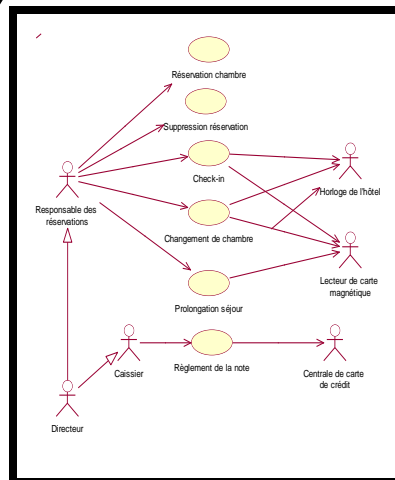 Réservation chambre
Suppression réservation
Check-in
Horloge de l'hôtel
Responsable des
réservations
Changement de chambre
Lecteur de carte
magnétique
Prolongation séjour
Caissier
Règlement de la note
Centrale de carte
de crédit
Directeur